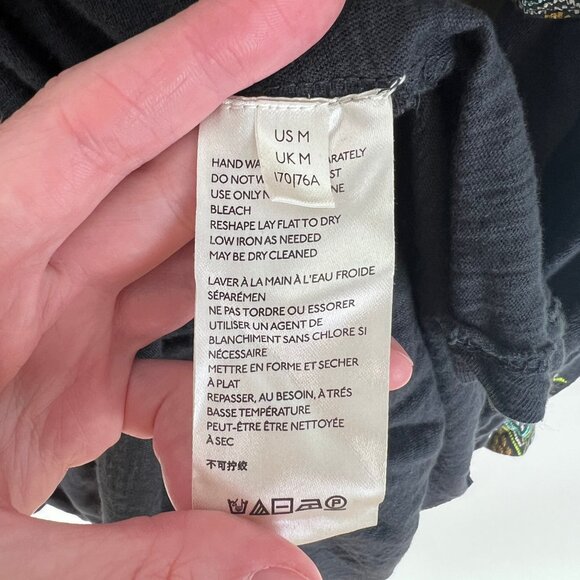 US M
UK M
170/76A
HAND WA RATELY
DO NOT W ST
USE ONLY N NE
BLEACH
RESHAPE LAY FLAT TO DRY
LOW IRON AS NEEDED
MAY BE DRY CLEANED
LAVER À LA MAIN À L'EAU FROIDE
SÉPARÉMEN
NE PAS TORDRE OU ESSORER
UTILISER UN AGENT DE
BLANCHIMENT SANS CHLORE SI
NÉCESSAIRE
METTRE EN FORME ET SECHER
À PLAT
REPASSER, AU BESOIN, À TRÉS
BASSE TEMPÉRATURE
PEUT-ÊTRE ÊTRE NETTOYÉE
À SEC
不可拧绞
P